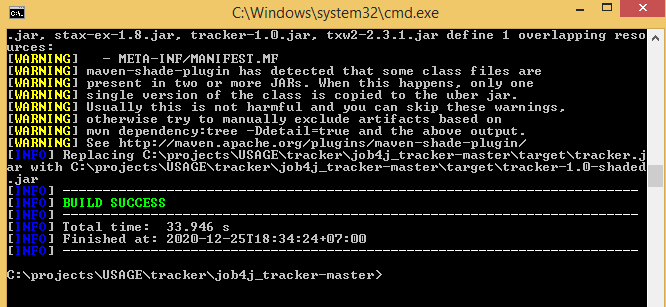 C:\Windows\system32\cmd.exe
.jar, stax-ex-1.8.jar, tracker-1.0.jar, txw2-2.3.1.jar define 1 overlapping reso
urces:
[WARNING]   - META-INF/MANIFEST.MF
[WARNING] maven-shade-plugin has detected that some class files are
[WARNING] present in two or more JARs. When this happens, only one
[WARNING] single version of the class is copied to the uber jar.
[WARNING] Usually this is not harmful and you can skip these warnings,
[WARNING] otherwise try to manually exclude artifacts based on
[WARNING] mvn dependency:tree -Ddetail=true and the above output.
[WARNING] See http://maven.apache.org/plugins/maven-shade-plugin/
[INFO] Replacing C:\projects\USAGE\tracker\job4j_tracker-master\target\tracker.j
ar with C:\projects\USAGE\tracker\job4j_tracker-master\target\tracker-1.0-shaded
.jar
[INFO] ------------------------------------------------------------------------
[INFO] BUILD SUCCESS
[INFO] ------------------------------------------------------------------------
[INFO] Total time:  33.946 s
[INFO] Finished at: 2020-12-25T18:34:24+07:00
[INFO] ------------------------------------------------------------------------
C:\projects\USAGE\tracker\job4j_tracker-master>